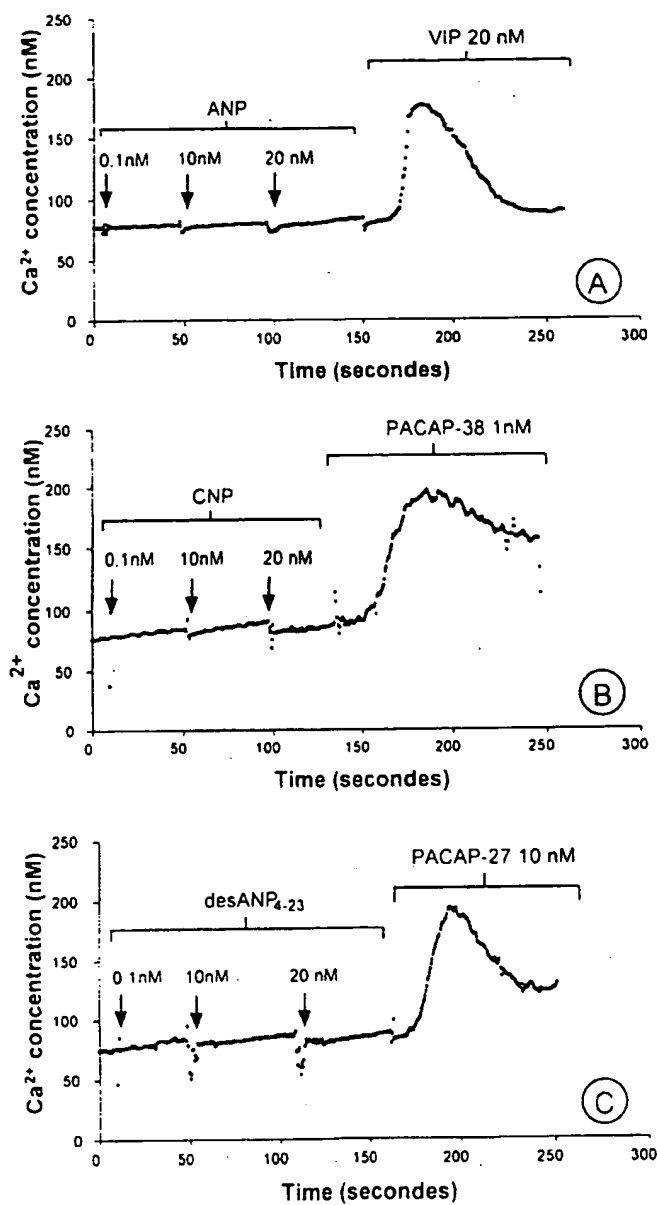 250
200
150
100
50
0
Ca²⁺ concentration (nM)
VIP 20 nM
ANP
0.1nM 10nM 20 nM
A
0 50 100 150 200 250 300
Time (secondes)
250
200
150
100
50
0
Ca²⁺ concentration (nM)
PACAP-38 1nM
CNP
0.1nM 10nM 20 nM
B
0 50 100 150 200 250 300
Time (secondes)
250
200
150
100
50
0
Ca²⁺ concentration (nM)
PACAP-27 10 nM
desANP₄₋₂₃
0 1nM 10nM 20 nM
C
0 50 100 150 200 250 300
Time (secondes)